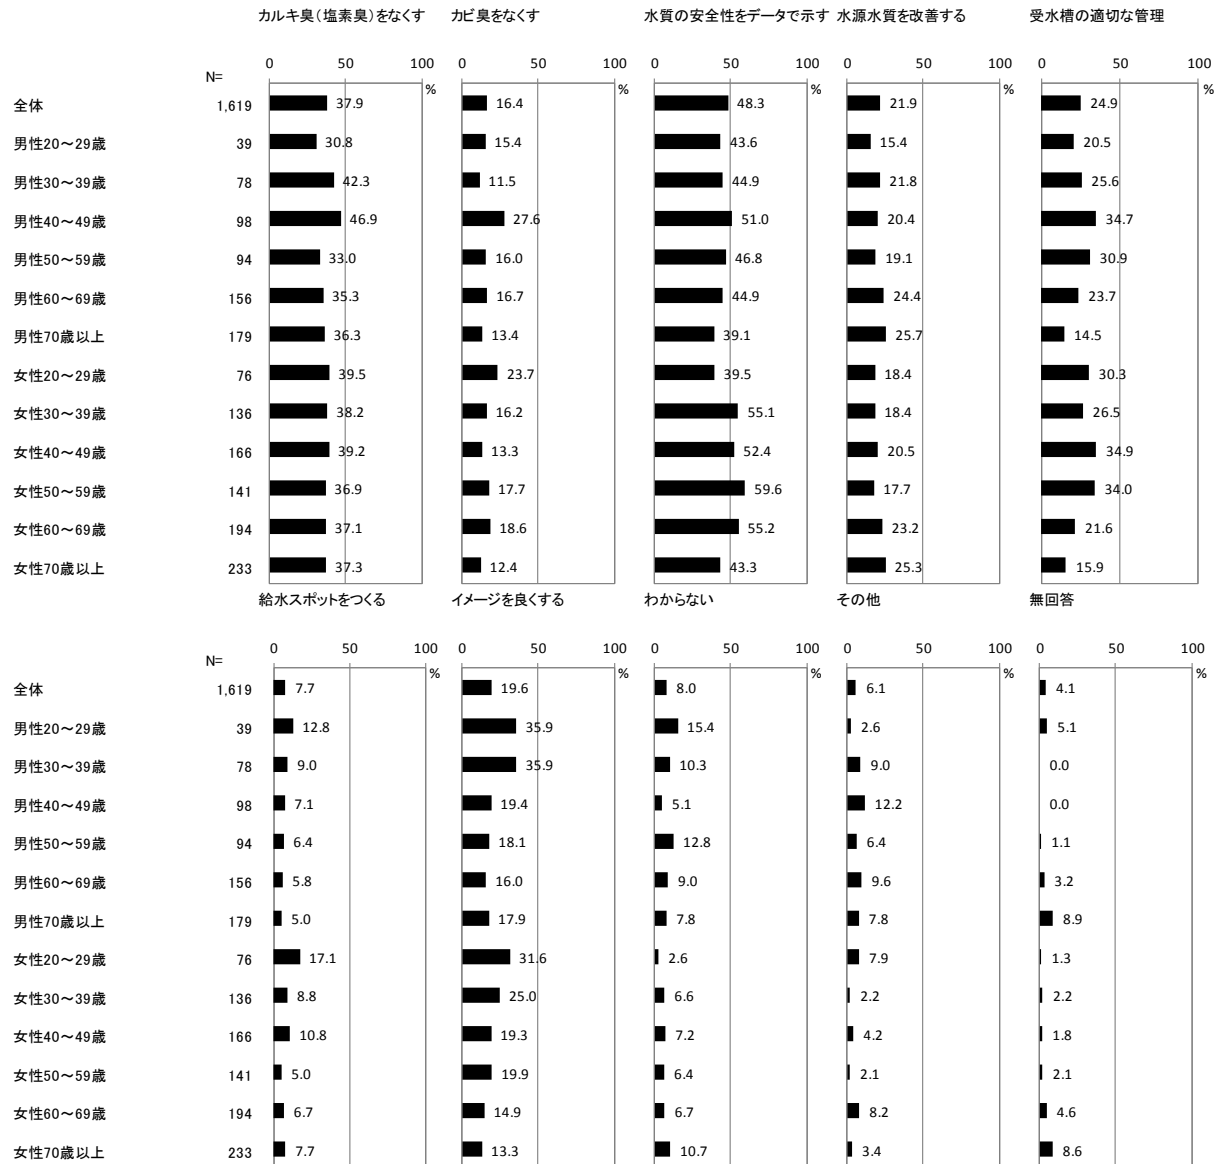 カルキ臭(塩素臭)をなくす カビ臭をなくす 水質の安全性をデータで示す 水源水質を改善する 受水槽の適切な管理
0 50 100 0 50 100 0 50 100 0 50 100 0 50 100
N= % % % % %
全体 1,619 37.9 16.4 48.3 21.9 24.9
男性20～29歳 39 30.8 15.4 43.6 15.4 20.5
男性30～39歳 78 42.3 11.5 44.9 21.8 25.6
男性40～49歳 98 46.9 27.6 51.0 20.4 34.7
男性50～59歳 94 33.0 16.0 46.8 19.1 30.9
男性60～69歳 156 35.3 16.7 44.9 24.4 23.7
男性70歳以上 179 36.3 13.4 39.1 25.7 14.5
女性20～29歳 76 39.5 23.7 39.5 18.4 30.3
女性30～39歳 136 38.2 16.2 55.1 18.4 26.5
女性40～49歳 166 39.2 13.3 52.4 20.5 34.9
女性50～59歳 141 36.9 17.7 59.6 17.7 34.0
女性60～69歳 194 37.1 18.6 55.2 23.2 21.6
女性70歳以上 233 37.3 12.4 43.3 25.3 15.9
給水スポットをつくる イメージを良くする わからない その他 無回答
0 50 100 0 50 100 0 50 100 0 50 100 0 50 100
N= % % % % %
全体 1,619 7.7 19.6 8.0 6.1 4.1
男性20～29歳 39 12.8 35.9 15.4 2.6 5.1
男性30～39歳 78 9.0 35.9 10.3 9.0 0.0
男性40～49歳 98 7.1 19.4 5.1 12.2 0.0
男性50～59歳 94 6.4 18.1 12.8 6.4 1.1
男性60～69歳 156 5.8 16.0 9.0 9.6 3.2
男性70歳以上 179 5.0 17.9 7.8 7.8 8.9
女性20～29歳 76 17.1 31.6 2.6 7.9 1.3
女性30～39歳 136 8.8 25.0 6.6 2.2 2.2
女性40～49歳 166 10.8 19.3 7.2 4.2 1.8
女性50～59歳 141 5.0 19.9 6.4 2.1 2.1
女性60～69歳 194 6.7 14.9 6.7 8.2 4.6
女性70歳以上 233 7.7 13.3 10.7 3.4 8.6